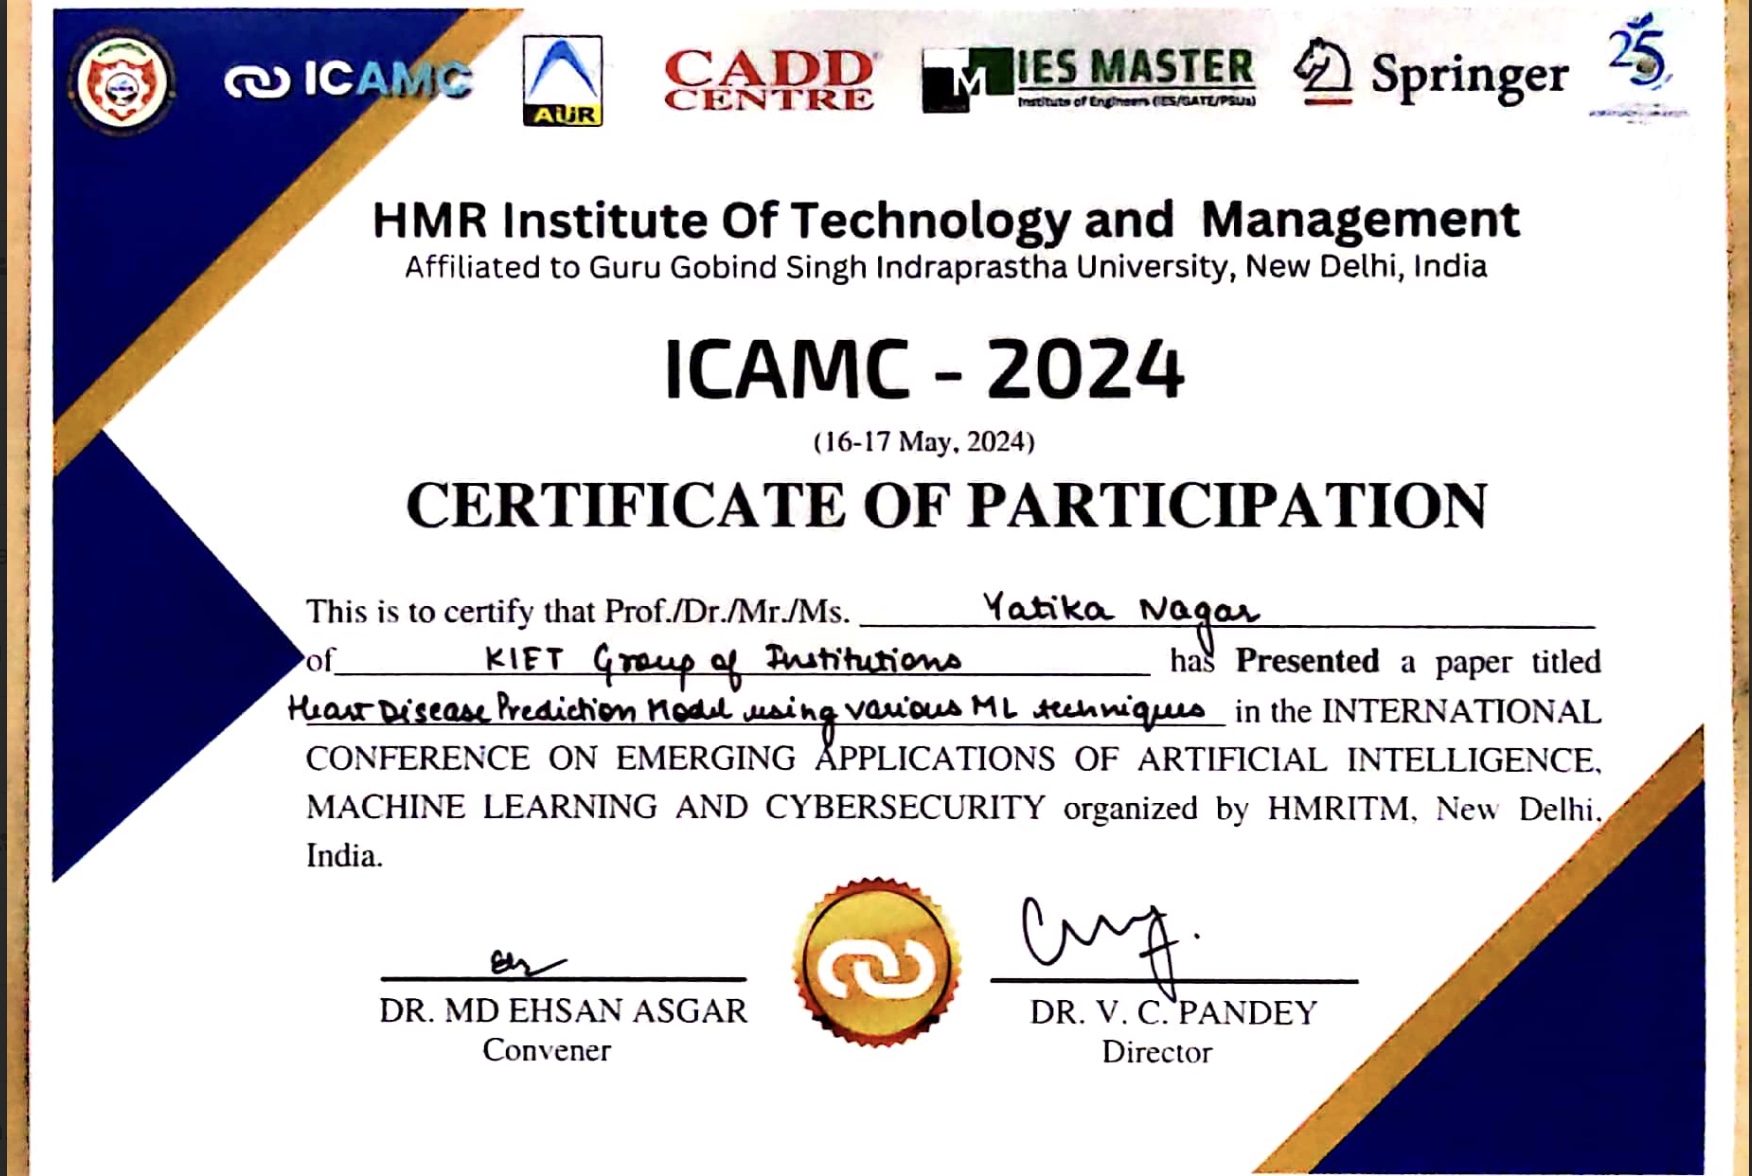 ICAMC
AUR
CADD CENTRE
IES MASTER
Institute of Engineers (IES/GATE/PSUs)
Springer
25
HMR Institute Of Technology and Management
Affiliated to Guru Gobind Singh Indraprastha University, New Delhi, India
ICAMC - 2024
(16-17 May, 2024)
CERTIFICATE OF PARTICIPATION
This is to certify that Prof./Dr./Mr./Ms. Yatika Nagar
of KIET Group of Institutions has Presented a paper titled
Heart Disease Prediction Model using various ML techniques in the INTERNATIONAL
CONFERENCE ON EMERGING APPLICATIONS OF ARTIFICIAL INTELLIGENCE,
MACHINE LEARNING AND CYBERSECURITY organized by HMRITM, New Delhi,
India.
DR. MD EHSAN ASGAR
Convener
DR. V. C. PANDEY
Director